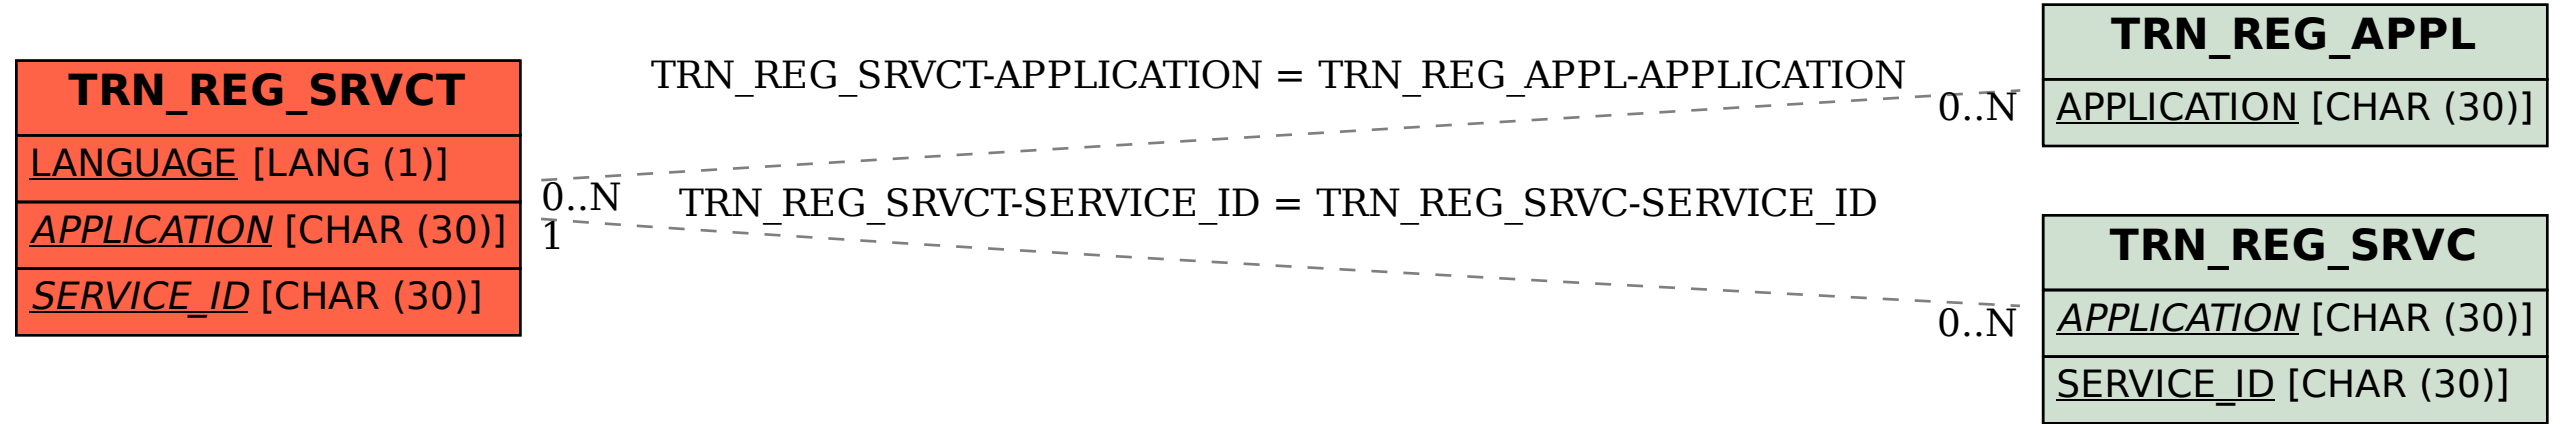 TRN_REG_SRVCT
LANGUAGE [LANG (1)]
APPLICATION [CHAR (30)]
SERVICE_ID [CHAR (30)]
TRN_REG_SRVCT-APPLICATION = TRN_REG_APPL-APPLICATION
0..N
0..N
TRN_REG_SRVCT-SERVICE_ID = TRN_REG_SRVC-SERVICE_ID
1
0..N
TRN_REG_APPL
APPLICATION [CHAR (30)]
TRN_REG_SRVC
APPLICATION [CHAR (30)]
SERVICE_ID [CHAR (30)]